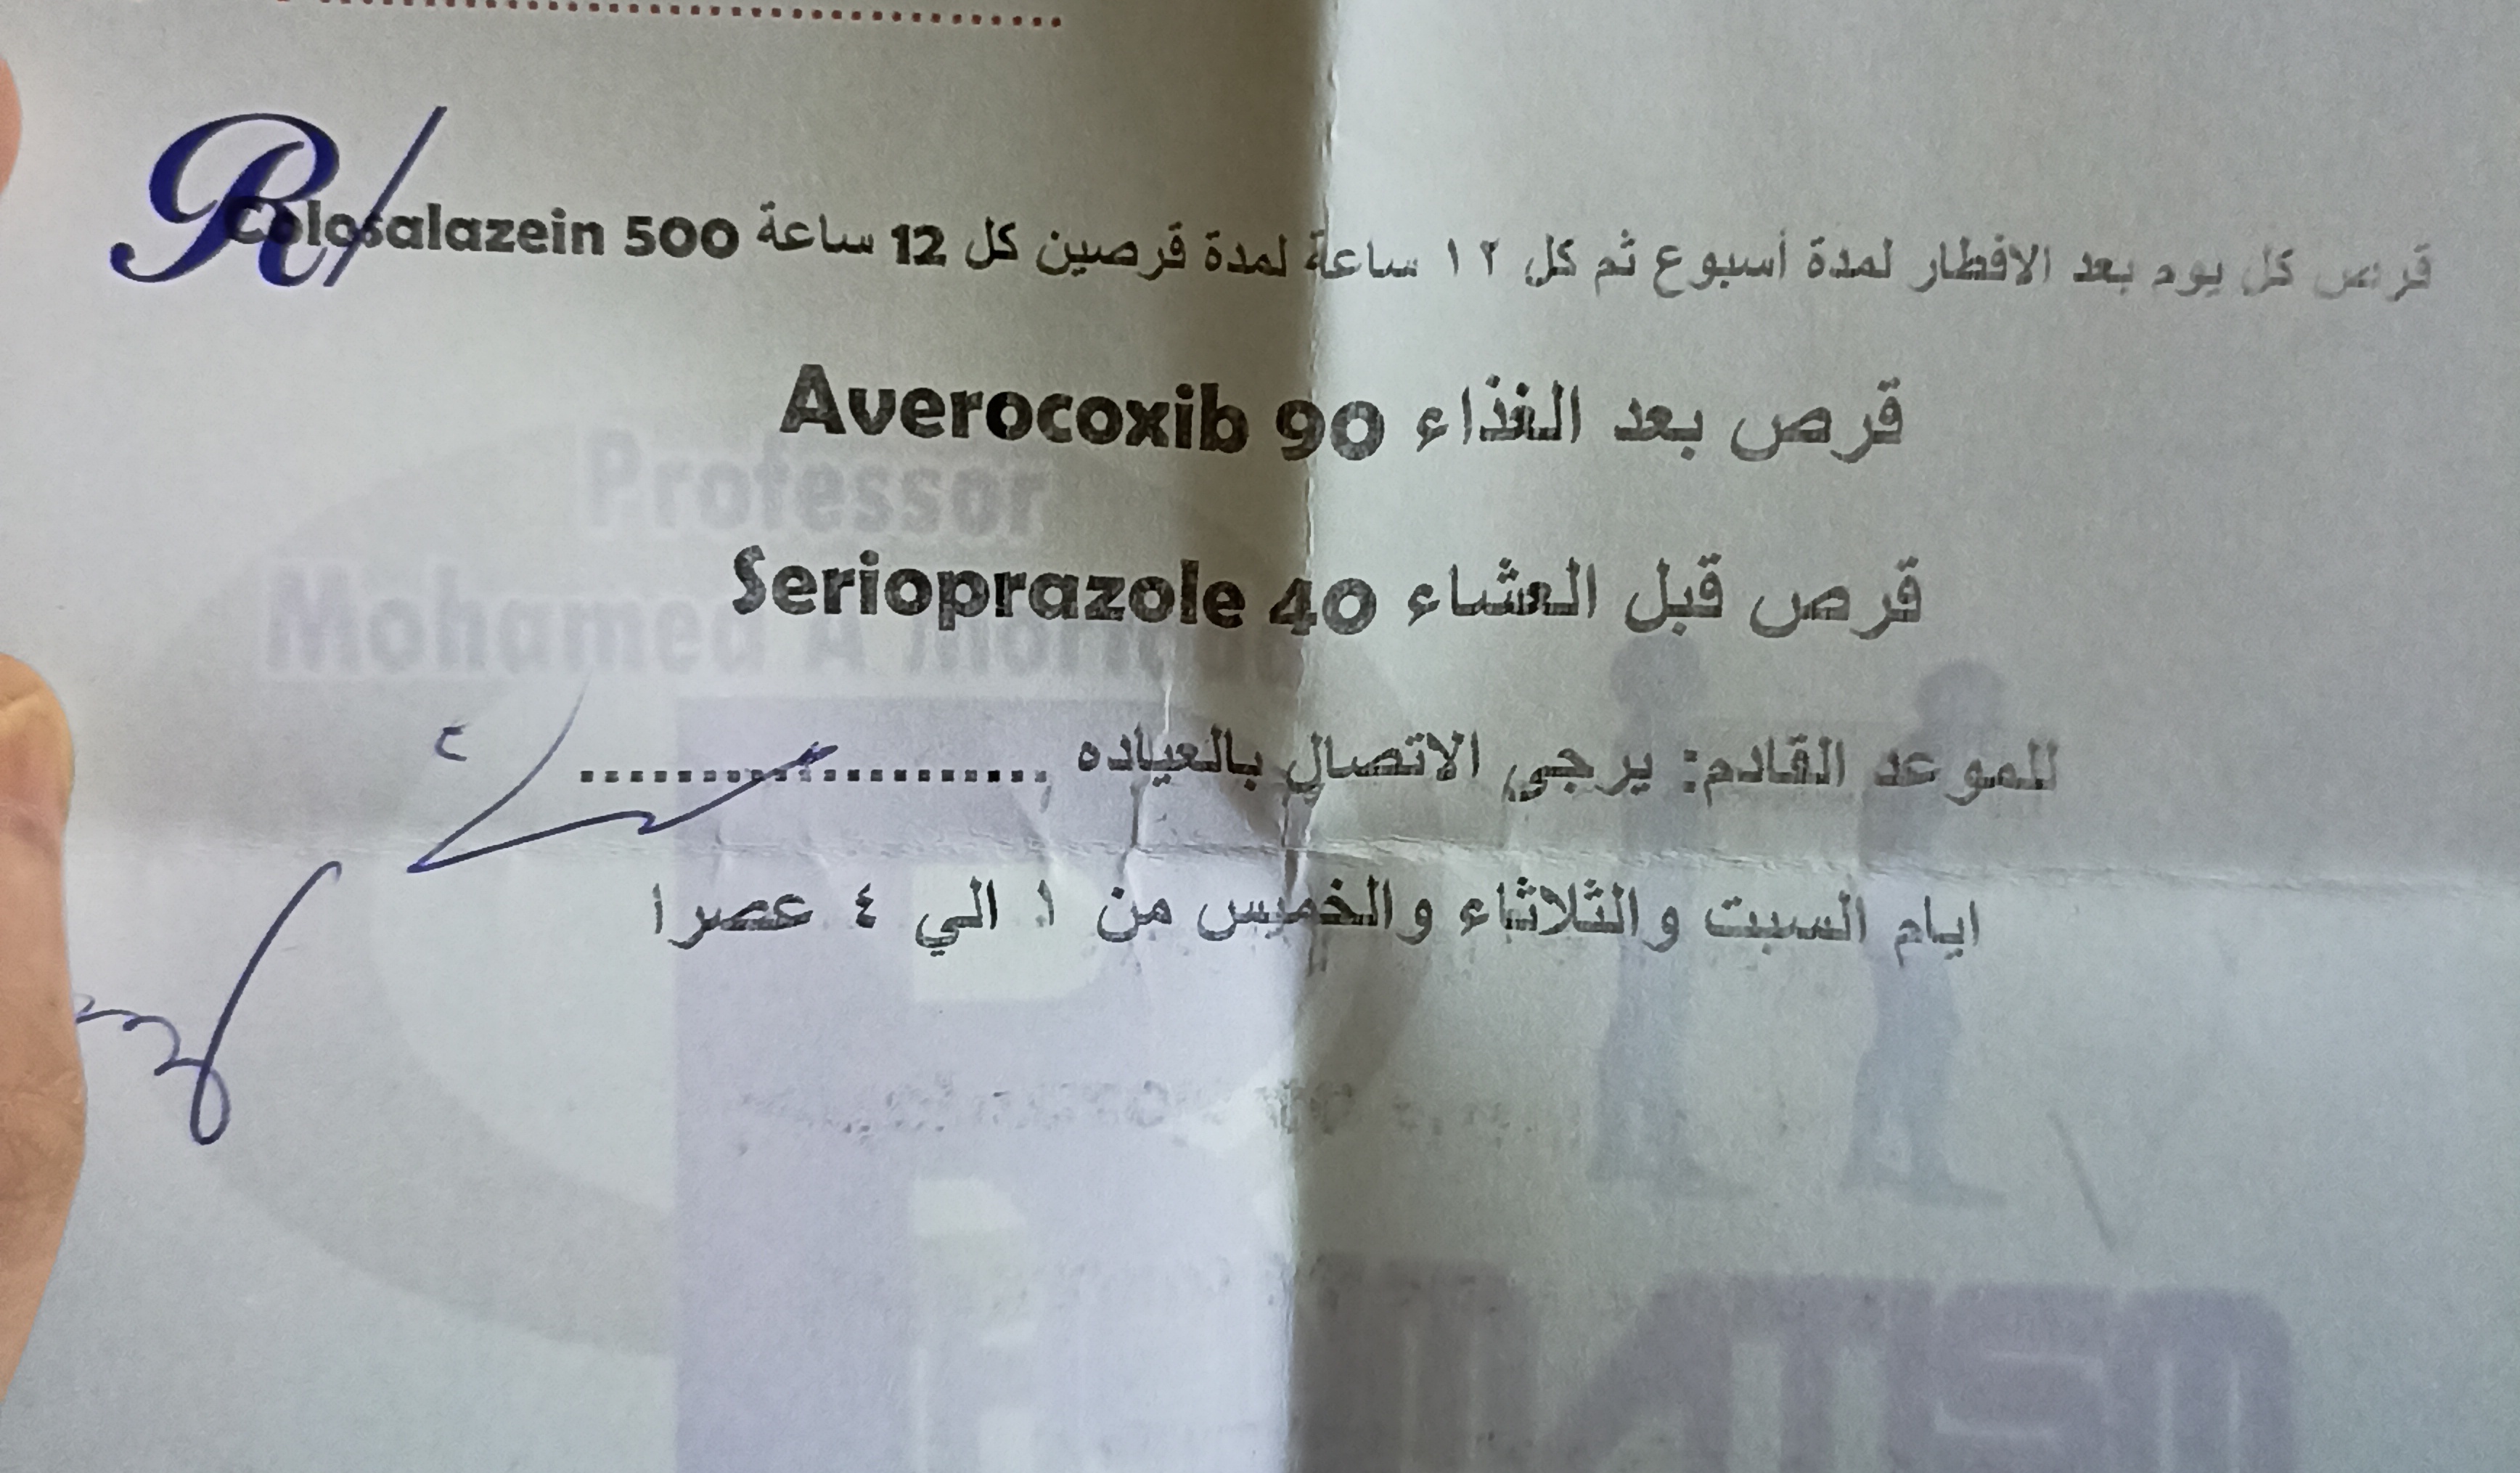 R/
قرص كل يوم بعد الافطار لمدة أسبوع ثم كل ١٢ ساعة لمدة قرصين كل 12 ساعة Colosalazein 500
Averocoxib 90 قرص بعد الغذاء
Professor
Serioprazole 40 قرص قبل العشاء
Mohamed A
للموعد القادم: يرجى الاتصال بالعياده ....................
ايام السبت والثلاثاء والخميس من ١ الي ٤ عصرا